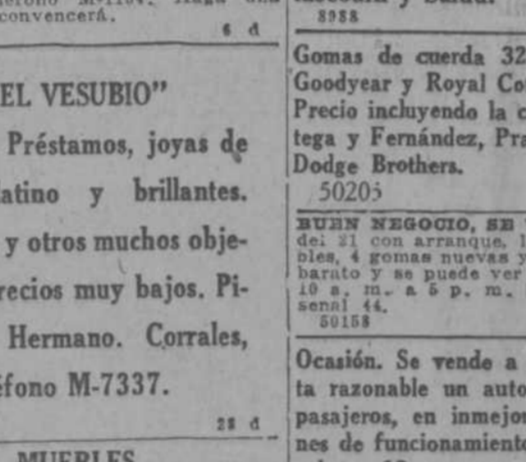 convencerá.
6 d
EL VESUBIO”
Préstamos, joyas de
latino y brillantes.
y otros muchos obje-
recios muy bajos. Pi-
Hermano. Corrales,
éfono M-7337.
28 d
MUEBLES
8988
Gomas de cuerda 32
Goodyear y Royal Co
Precio incluyendo la c
tega y Fernández, Pra
Dodge Brothers.
50205
BUEN NEGOCIO, SE
del 21 con arranque,
bles, 4 gomas nuevas y
barato y se puede ver
10 a. m. a 5 p. m.
senal 44.
50158
Ocasión. Se vende a
ta razonable un auto
pasajeros, en inmejor
nes de funcionamiento